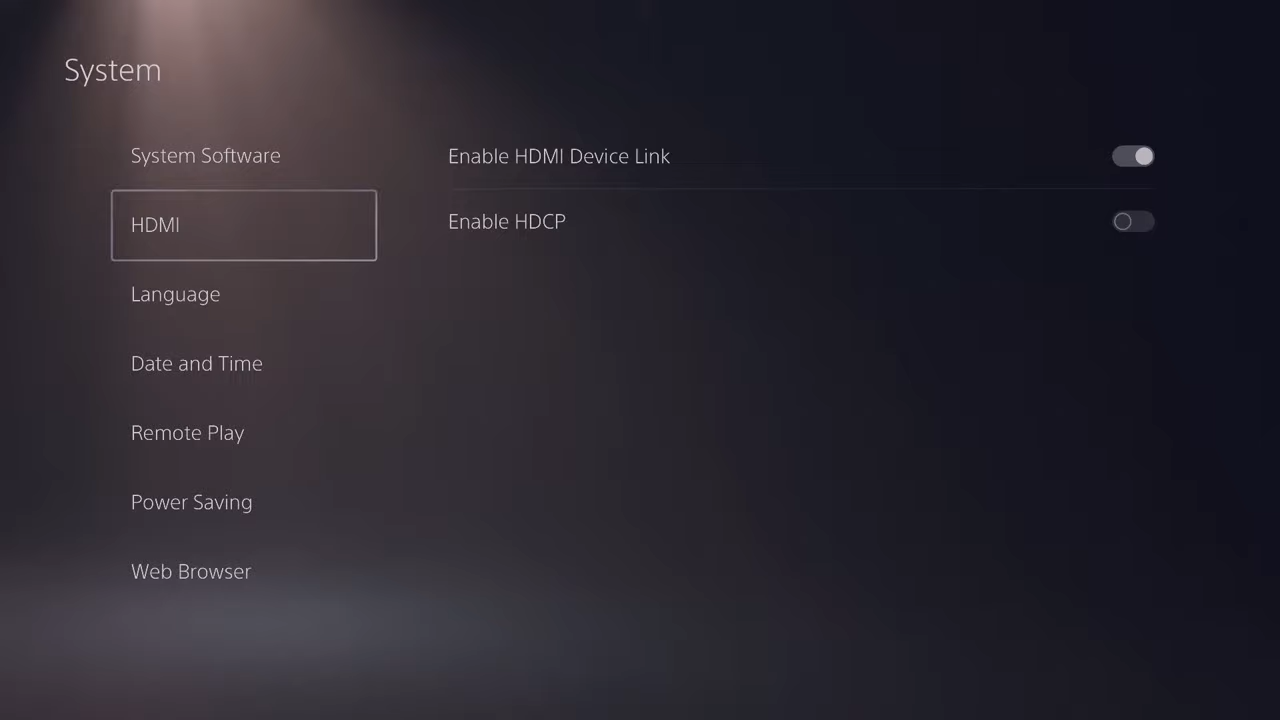 System
System Software
HDMI
Language
Date and Time
Remote Play
Power Saving
Web Browser
Enable HDMI Device Link
Enable HDCP